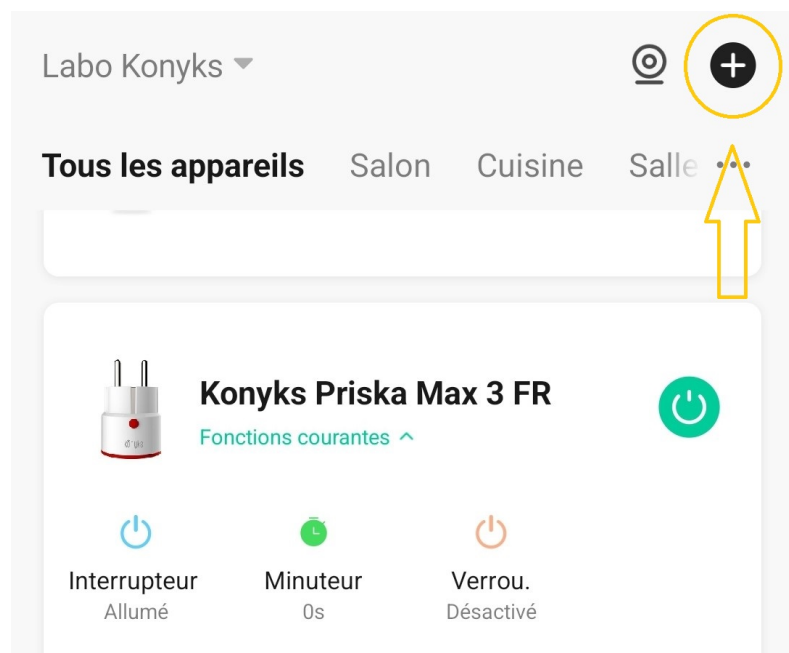 Labo Konyks
Tous les appareils Salon Cuisine Salle
Konyks Priska Max 3 FR
Fonctions courantes
Interrupteur Minuteur Verrou.
Allumé 0s Désactivé